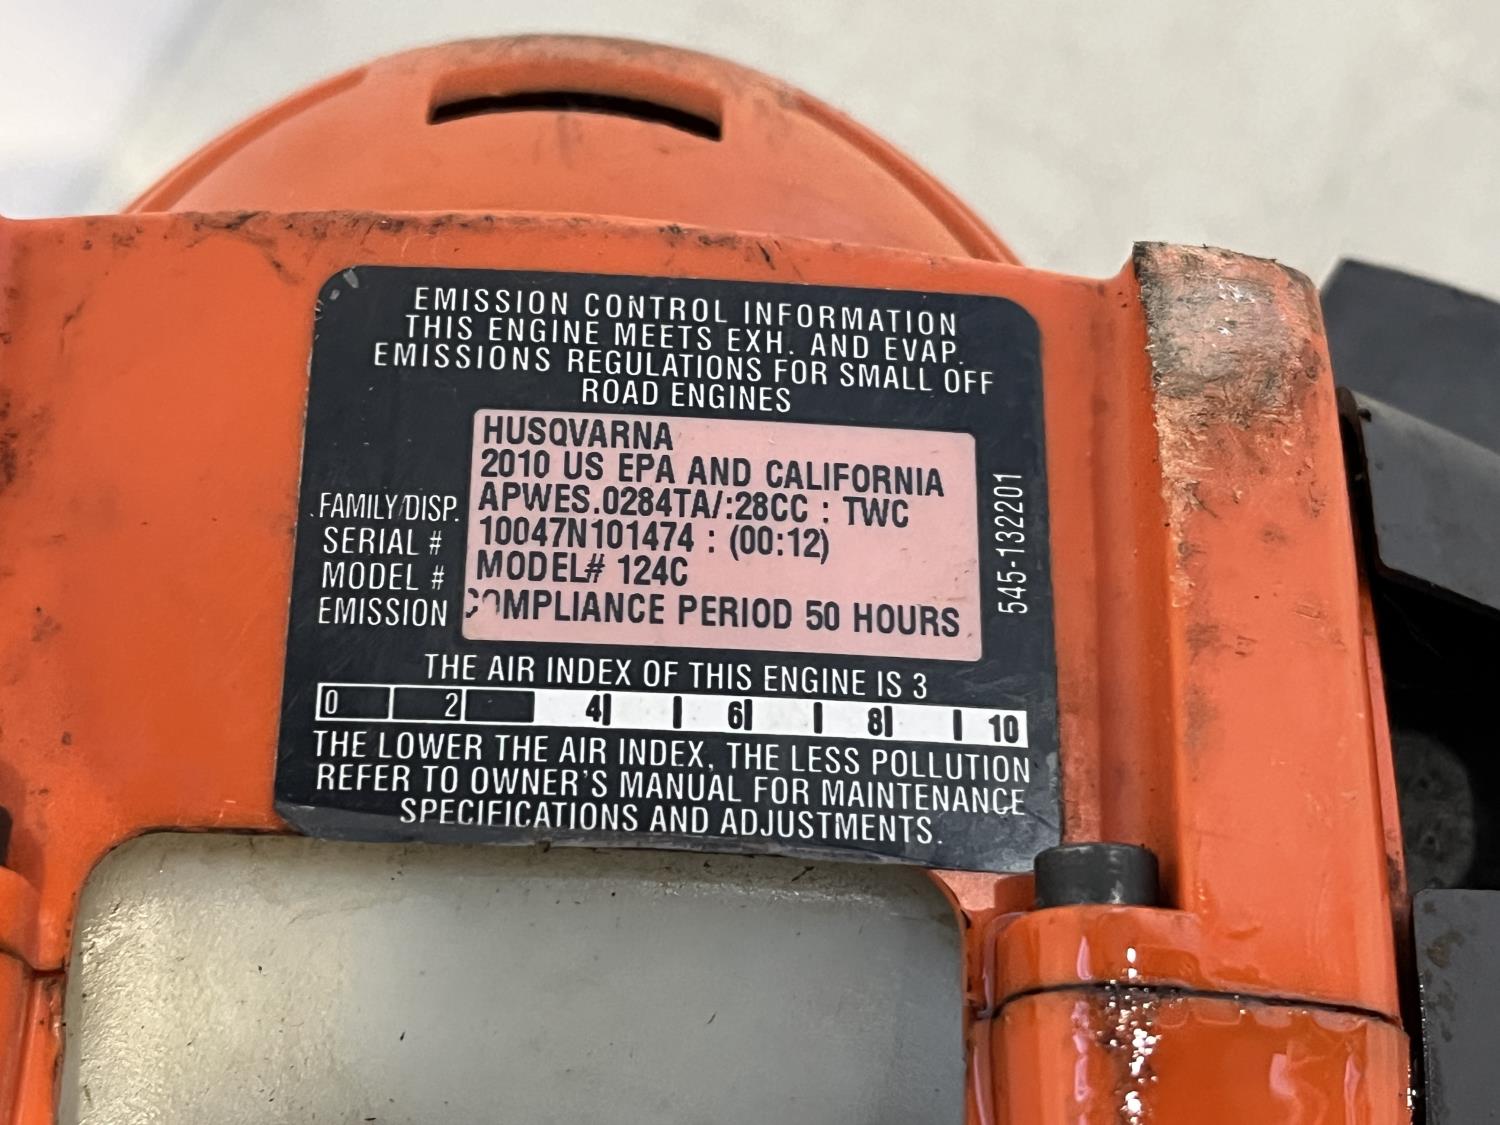 EMISSION CONTROL INFORMATION
THIS ENGINE MEETS EXH. AND EVAP.
EMISSIONS REGULATIONS FOR SMALL OFF
ROAD ENGINES
HUSQVARNA
2010 US EPA AND CALIFORNIA
FAMILY/DISP. APWES.0284TA/:28CC : TWC
SERIAL # 10047N101474 : (00:12)
MODEL # MODEL# 124C
EMISSION COMPLIANCE PERIOD 50 HOURS
545-132201
THE AIR INDEX OF THIS ENGINE IS 3
0 2 4 6 8 10
THE LOWER THE AIR INDEX, THE LESS POLLUTION
REFER TO OWNER'S MANUAL FOR MAINTENANCE
SPECIFICATIONS AND ADJUSTMENTS.